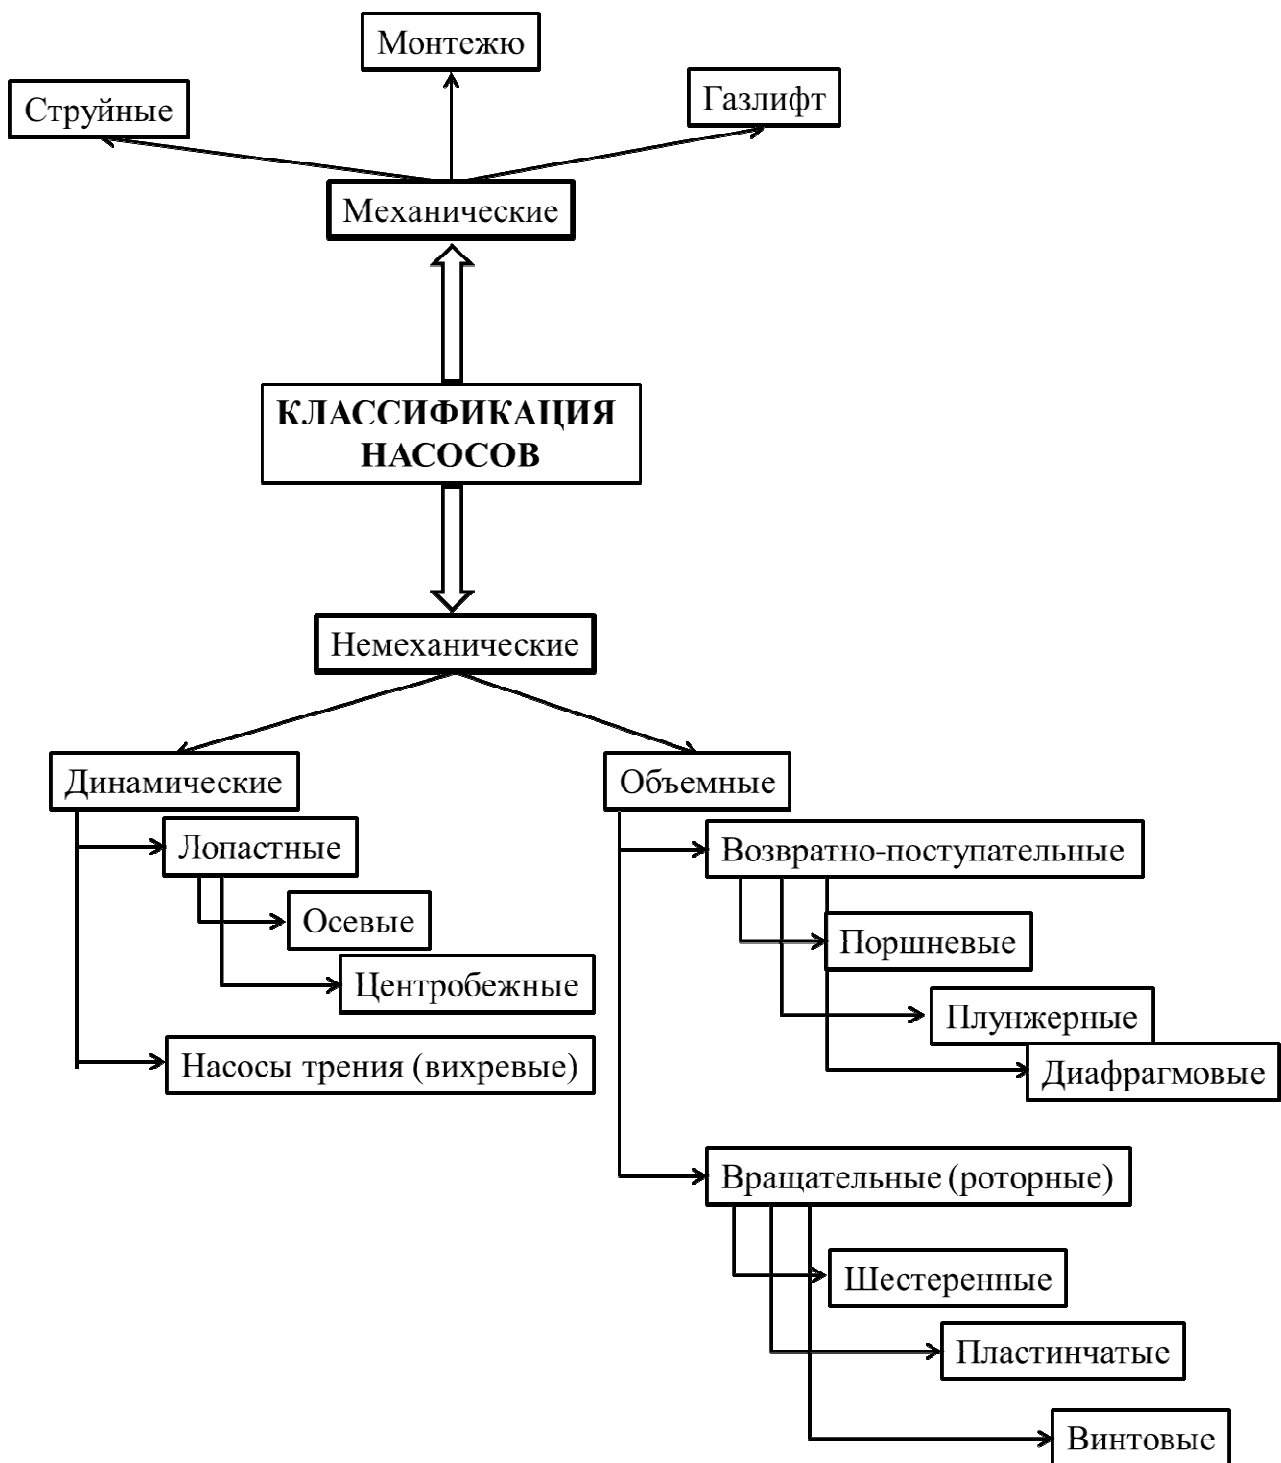 Монтежю
Струйные
Газлифт
Механические
КЛАССИФИКАЦИЯ
НАСОСОВ
Немеханические
Динамические
Лопастные
Осевые
Центробежные
Насосы трения (вихревые)
Объемные
Возвратно-поступательные
Поршневые
Плунжерные
Диафрагмовые
Вращательные (роторные)
Шестеренные
Пластинчатые
Винтовые